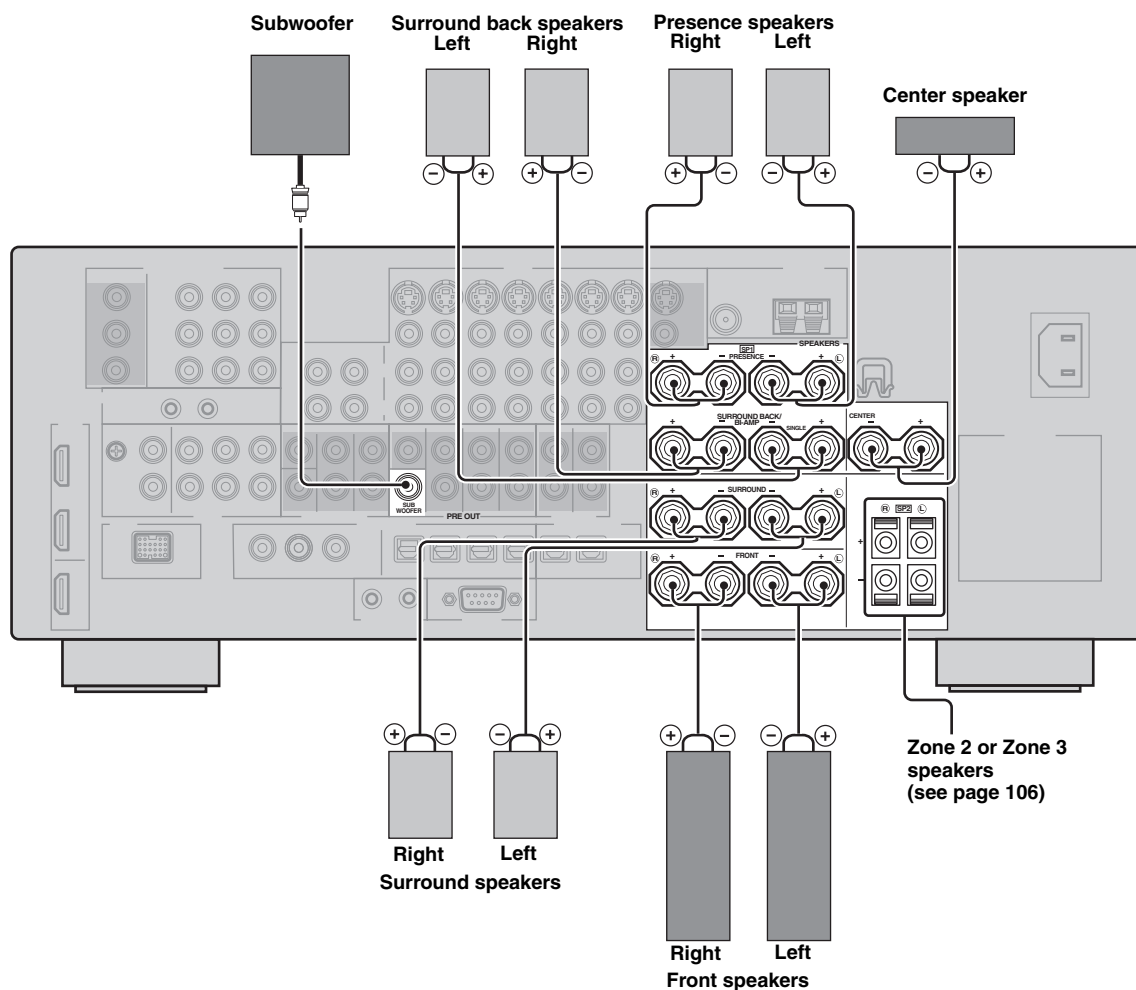 Subwoofer
Surround back speakers
Left Right
Presence speakers
Right Left
Center speaker
− + + − + − − + − +
SP1 SPEAKERS
R + − PRESENCE − + L
SURROUND BACK/
BI-AMP
+ − − SINGLE +
CENTER
− +
R + − SURROUND − + L
SUB
WOOFER
PRE OUT
R SP2 L
+
−
R + − FRONT − + L
+ − − + + − − +
Zone 2 or Zone 3
speakers
(see page 106)
Right Left
Surround speakers
Right Left
Front speakers